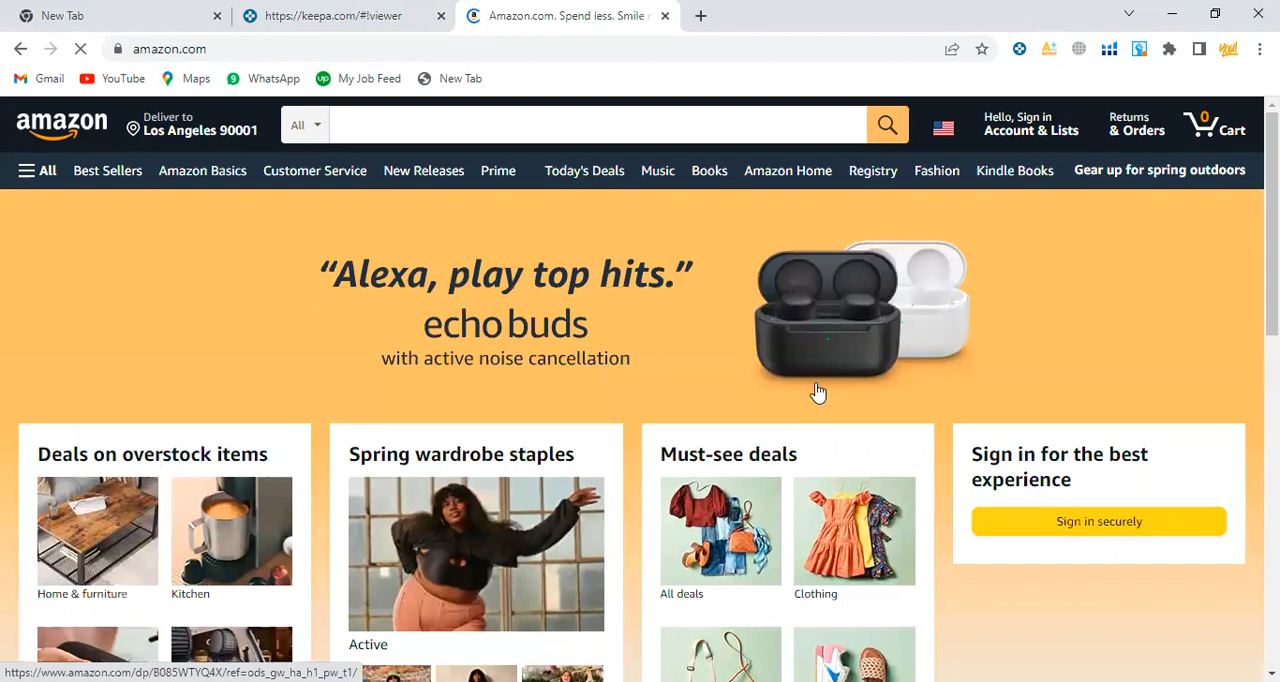 New Tab
https://keepa.com/#!viewer
Amazon.com. Spend less. Smile
amazon.com
Gmail
YouTube
Maps
9
WhatsApp
up
My Job Feed
New Tab
amazon
Deliver to
Los Angeles 90001
All
Hello, Sign in
Account & Lists
Returns
& Orders
0
Cart
All
Best Sellers
Amazon Basics
Customer Service
New Releases
Prime
Today's Deals
Music
Books
Amazon Home
Registry
Fashion
Kindle Books
Gear up for spring outdoors
“Alexa, play top hits.”
echo buds
with active noise cancellation
Deals on overstock items
Home & furniture
Kitchen
Spring wardrobe staples
Active
Must-see deals
All deals
Clothing
Sign in for the best
experience
Sign in securely
https://www.amazon.com/dp/B085WTYQ4X/ref=ods_gw_ha_h1_pw_t1/